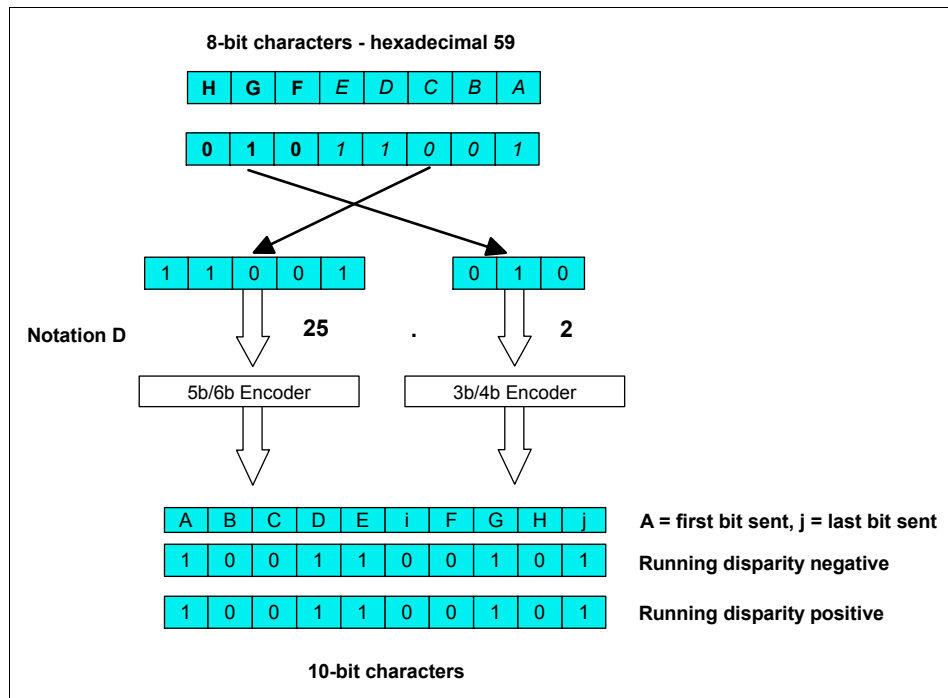 8-bit characters - hexadecimal 59
H G F E D C B A
0 1 0 1 1 0 0 1
1 1 0 0 1 0 1 0
Notation D 25 . 2
5b/6b Encoder 3b/4b Encoder
A B C D E i F G H j A = first bit sent, j = last bit sent
1 0 0 1 1 0 0 1 0 1 Running disparity negative
1 0 0 1 1 0 0 1 0 1 Running disparity positive
10-bit characters